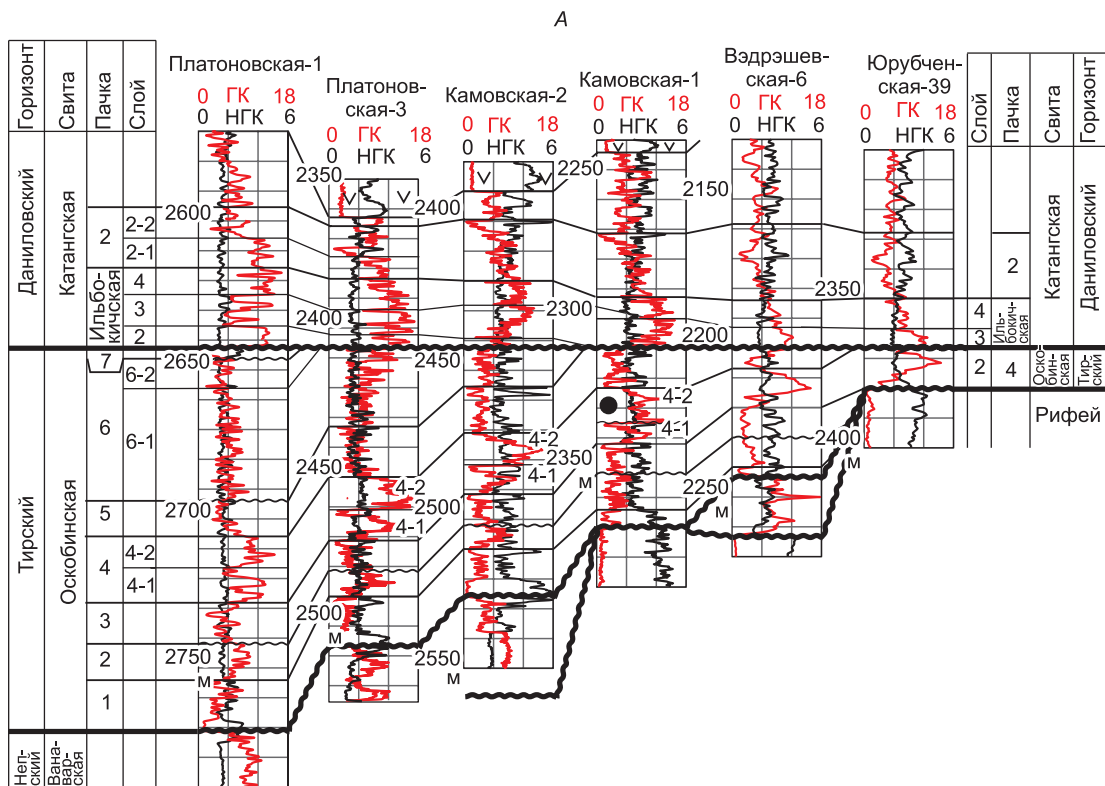 А
Горизонт
Свита
Пачка
Слой
Платоновская-1
0 ГК 18
0 НГК 6
Платонов-
ская-3
0 ГК 18
0 НГК 6
Камовская-2
0 ГК 18
0 НГК 6
Камовская-1
0 ГК 18
0 НГК 6
Вэдрэшев-
ская-6
0 ГК 18
0 НГК 6
Юрубчен-
ская-39
0 ГК 18
0 НГК 6
Слой
Пачка
Свита
Горизонт
Даниловский
Катангская
2
2-2
2-1
Ильбо-
кичская
4
3
2
Тирский
Оскобинская
7
6
6-2
6-1
5
4
4-2
4-1
3
2
1
Неп-
ский
Вана-
вар-
ская
2600
2650
2700
2750
м
2350
2400
2450
2500
м
4-2
4-1
2400
2450
2500
2550
м
4-2
4-1
2250
2300
2350
м
4-2
4-1
2150
2200
2250
м
2350
2400
м
V V
V V
V V
2
4
3
2
4
Иль-
бокич-
ская
Оско-
бин-
ская
Тир-
ский
Катангская
Даниловский
Рифей